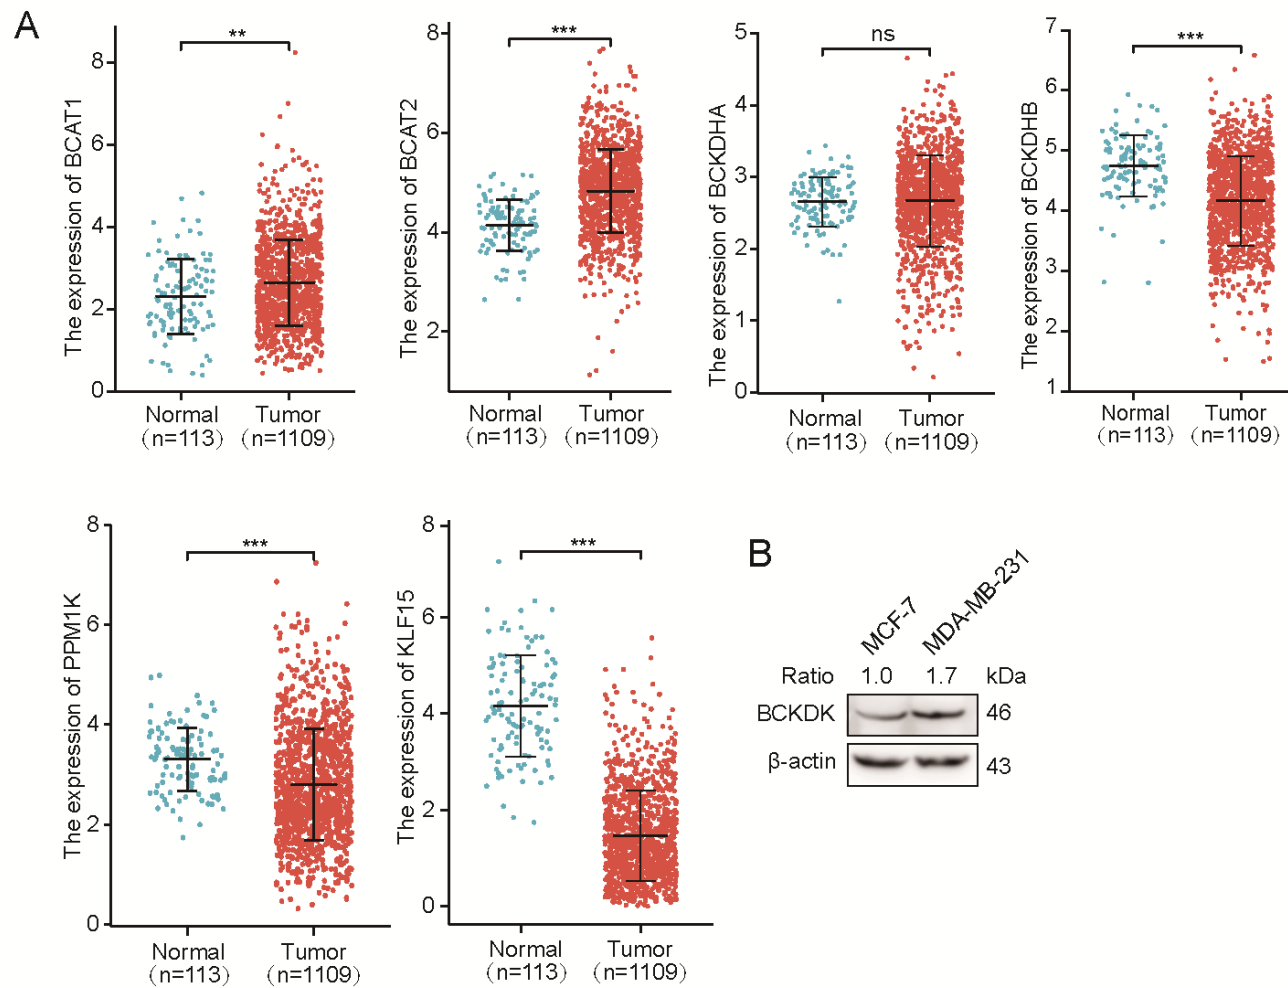 A
The expression of BCAT1
8
6
4
2
0
**
Normal
(n=113)
Tumor
(n=1109)
The expression of BCAT2
8
6
4
2
***
Normal
(n=113)
Tumor
(n=1109)
The expression of BCKDHA
5
4
3
2
1
0
ns
Normal
(n=113)
Tumor
(n=1109)
The expression of BCKDHB
7
6
5
4
3
2
1
***
Normal
(n=113)
Tumor
(n=1109)
The expression of PPM1K
8
6
4
2
0
***
Normal
(n=113)
Tumor
(n=1109)
The expression of KLF15
8
6
4
2
0
***
Normal
(n=113)
Tumor
(n=1109)
B
MCF-7
MDA-MB-231
Ratio 1.0 1.7 kDa
BCKDK 46
β-actin 43